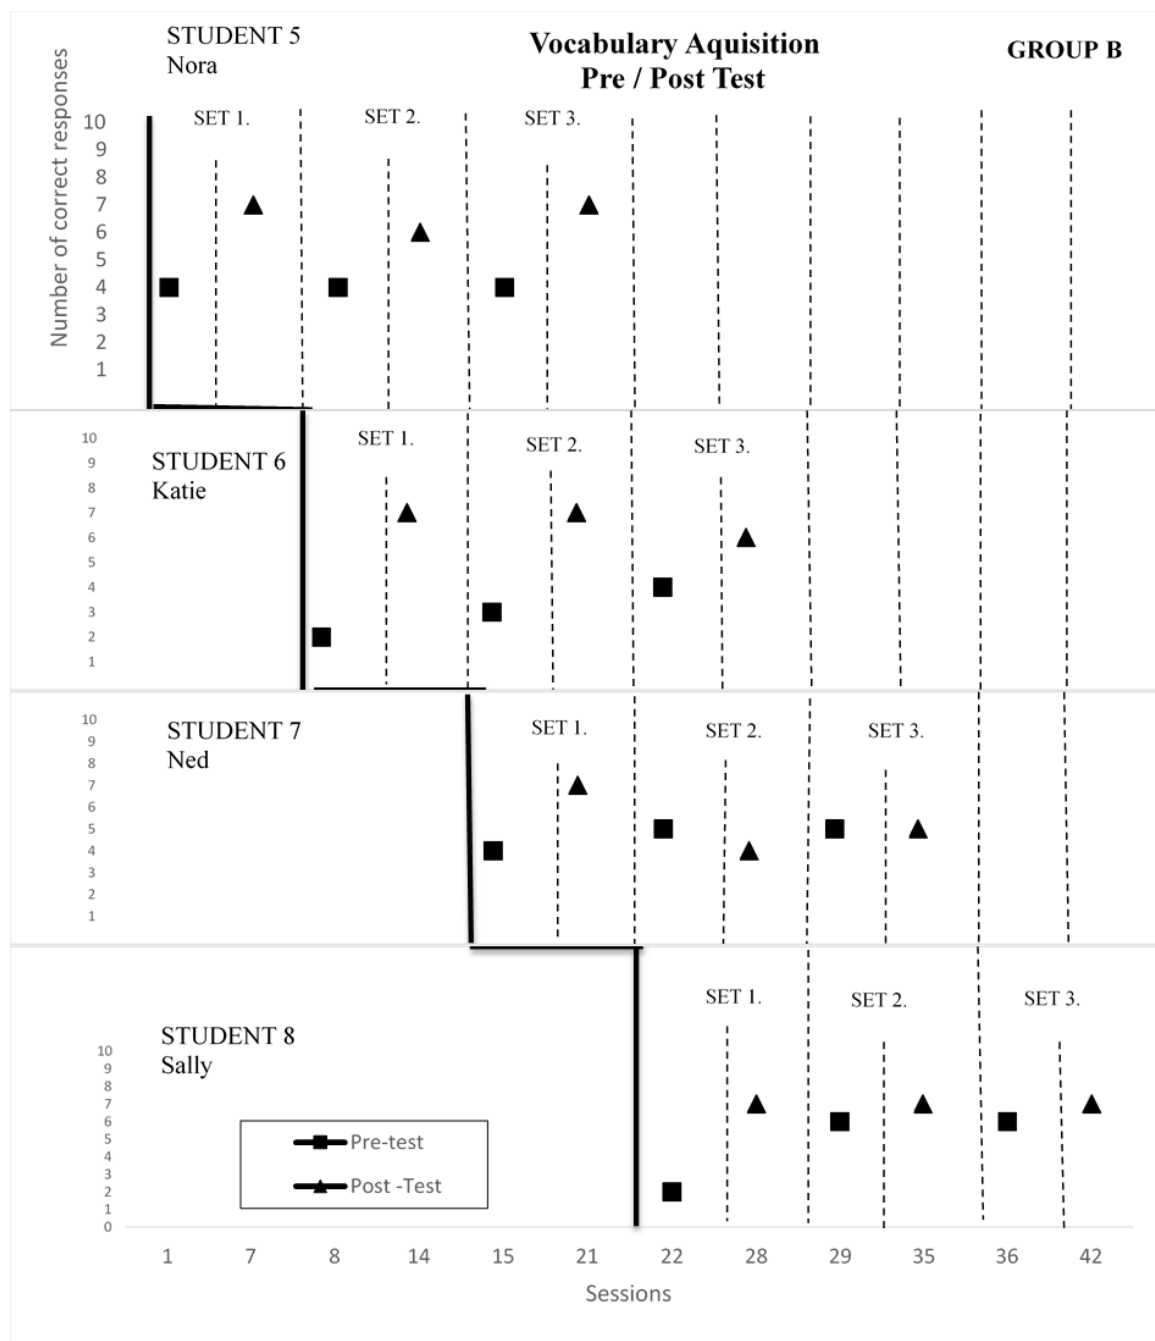 STUDENT 5
Nora
Vocabulary Aquisition
Pre / Post Test
GROUP B
Number of correct responses
SET 1.
SET 2.
SET 3.
10
9
8
7
6
5
4
3
2
1
STUDENT 6
Katie
SET 1.
SET 2.
SET 3.
10
9
8
7
6
5
4
3
2
1
STUDENT 7
Ned
SET 1.
SET 2.
SET 3.
10
9
8
7
6
5
4
3
2
1
STUDENT 8
Sally
SET 1.
SET 2.
SET 3.
10
9
8
7
6
5
4
3
2
1
0
Pre-test
Post -Test
1 7 8 14 15 21 22 28 29 35 36 42
Sessions